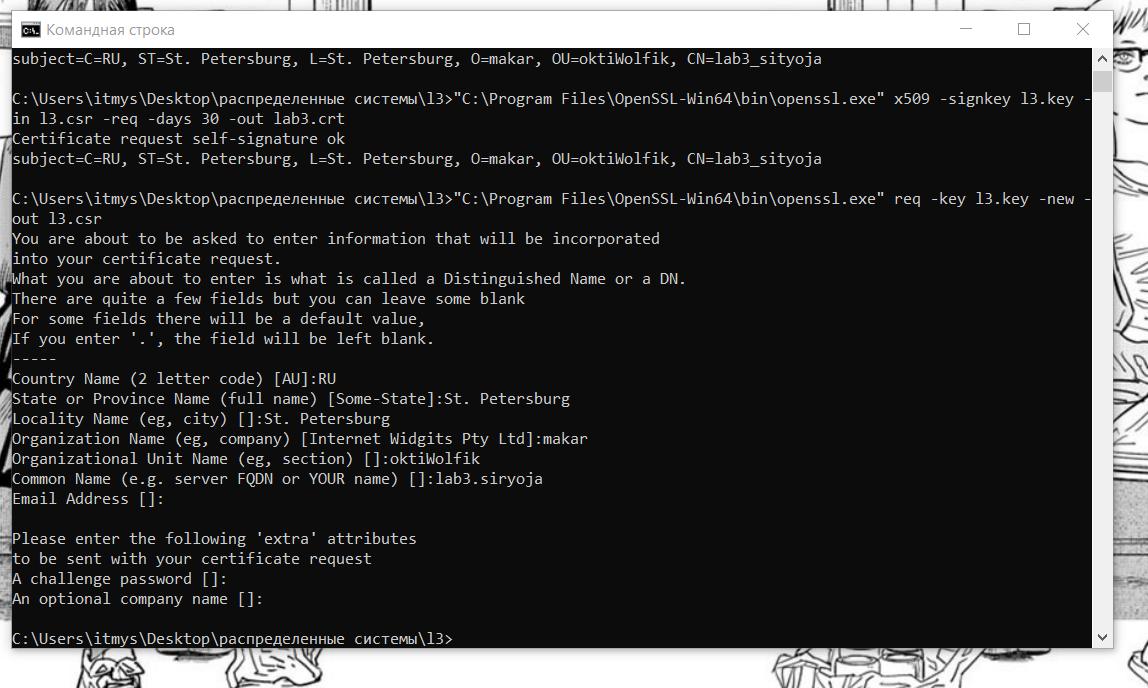 Командная строка
subject=C=RU, ST=St. Petersburg, L=St. Petersburg, O=makar, OU=oktiWolfik, CN=lab3_sityoja
C:\Users\itmys\Desktop\распределенные системы\l3>"C:\Program Files\OpenSSL-Win64\bin\openssl.exe" x509 -signkey l3.key -
in l3.csr -req -days 30 -out lab3.crt
Certificate request self-signature ok
subject=C=RU, ST=St. Petersburg, L=St. Petersburg, O=makar, OU=oktiWolfik, CN=lab3_sityoja
C:\Users\itmys\Desktop\распределенные системы\l3>"C:\Program Files\OpenSSL-Win64\bin\openssl.exe" req -key l3.key -new -
out l3.csr
You are about to be asked to enter information that will be incorporated
into your certificate request.
What you are about to enter is what is called a Distinguished Name or a DN.
There are quite a few fields but you can leave some blank
For some fields there will be a default value,
If you enter '.', the field will be left blank.
-----
Country Name (2 letter code) [AU]:RU
State or Province Name (full name) [Some-State]:St. Petersburg
Locality Name (eg, city) []:St. Petersburg
Organization Name (eg, company) [Internet Widgits Pty Ltd]:makar
Organizational Unit Name (eg, section) []:oktiWolfik
Common Name (e.g. server FQDN or YOUR name) []:lab3.siryoja
Email Address []:
Please enter the following 'extra' attributes
to be sent with your certificate request
A challenge password []:
An optional company name []:
C:\Users\itmys\Desktop\распределенные системы\l3>